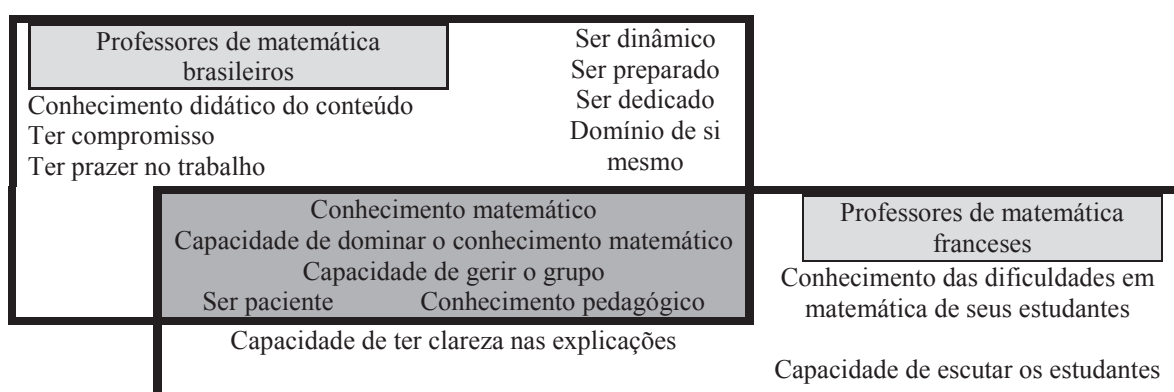 Professores de matemática
brasileiros
Conhecimento didático do conteúdo
Ter compromisso
Ter prazer no trabalho
Ser dinâmico
Ser preparado
Ser dedicado
Domínio de si
mesmo
Conhecimento matemático
Capacidade de dominar o conhecimento matemático
Capacidade de gerir o grupo
Ser paciente Conhecimento pedagógico
Capacidade de ter clareza nas explicações
Professores de matemática
franceses
Conhecimento das dificuldades em
matemática de seus estudantes
Capacidade de escutar os estudantes